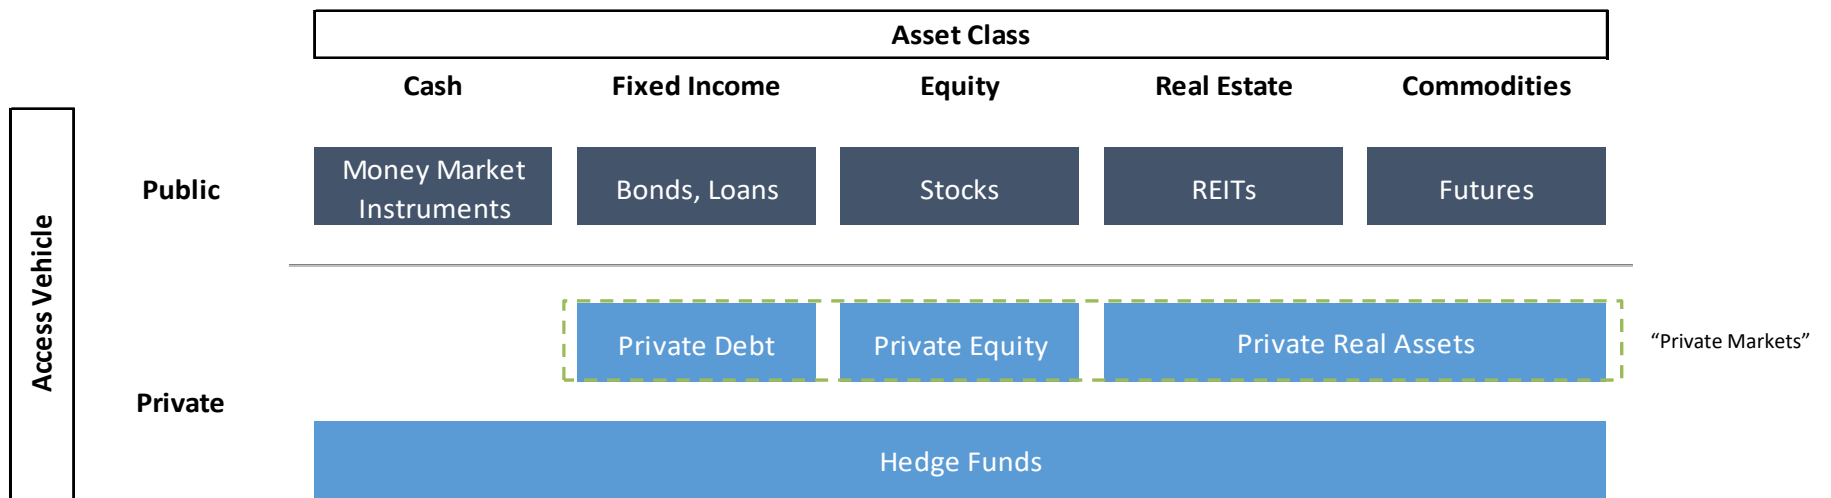 Asset Class
Cash Fixed Income Equity Real Estate Commodities
Access Vehicle
Public
Money Market
Instruments
Bonds, Loans
Stocks
REITs
Futures
Private
Private Debt
Private Equity
Private Real Assets
“Private Markets”
Hedge Funds